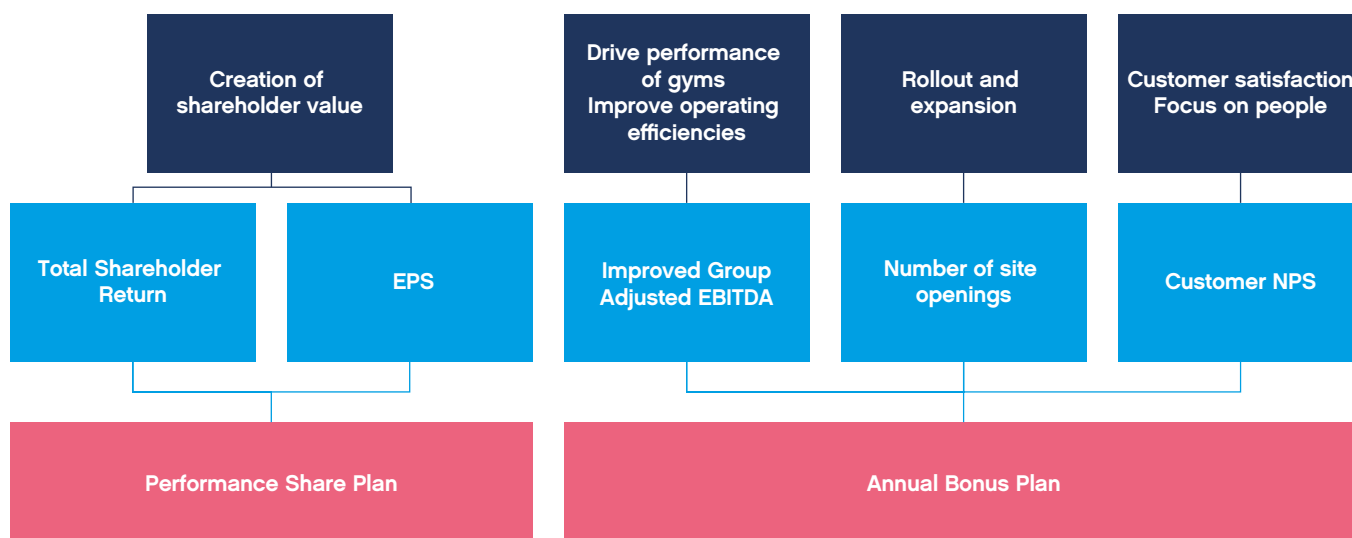 Creation of
shareholder value
Drive performance
of gyms
Improve operating
efficiencies
Rollout and
expansion
Customer satisfaction
Focus on people
Total Shareholder
Return
EPS
Improved Group
Adjusted EBITDA
Number of site
openings
Customer NPS
Performance Share Plan
Annual Bonus Plan